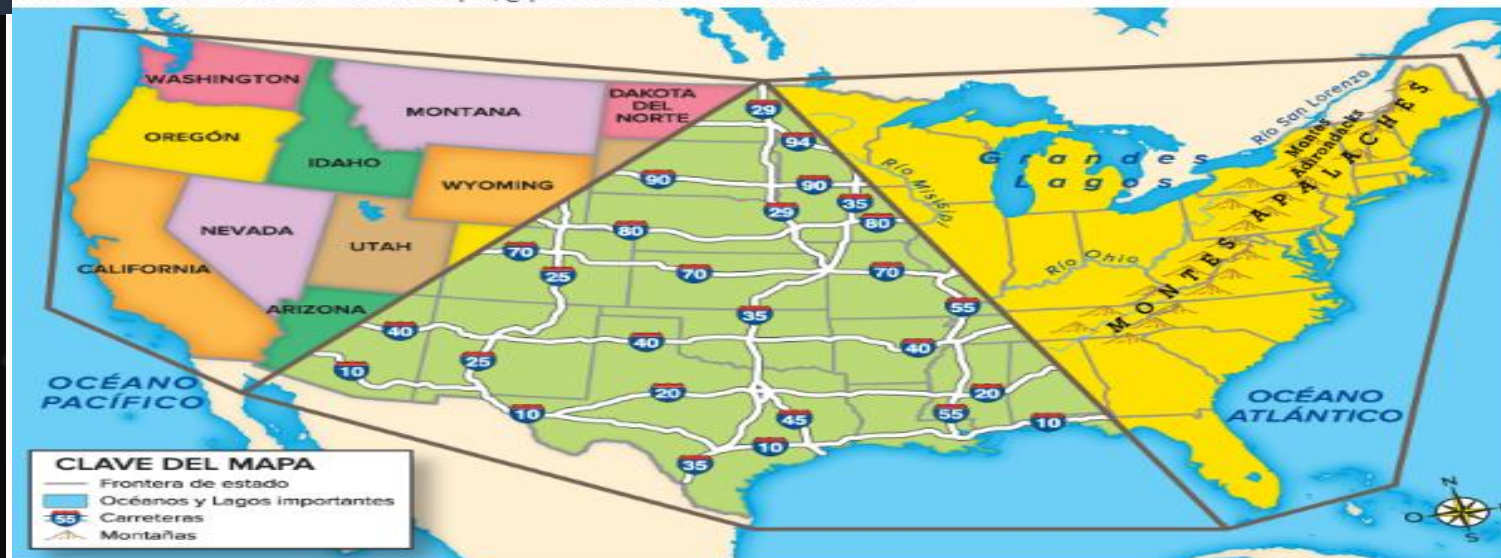 WASHINGTON
MONTANA
DAKOTA
DEL
NORTE
OREGÓN
IDAHO
WYOMING
NEVADA
UTAH
CALIFORNIA
ARIZONA
29
94
90
90
29
35
80
80
70
70
70
25
55
35
40
40
40
25
10
20
20
10
55
45
10
10
35
Río San Lorenzo
Montes
Adirondacks
Grandes
Lagos
Río Misisipi
Río Ohio
MONTES APALACHES
OCÉANO
PACÍFICO
OCÉANO
ATLÁNTICO
CLAVE DEL MAPA
Frontera de estado
Océanos y Lagos importantes
55 Carreteras
Montañas
N
O
S